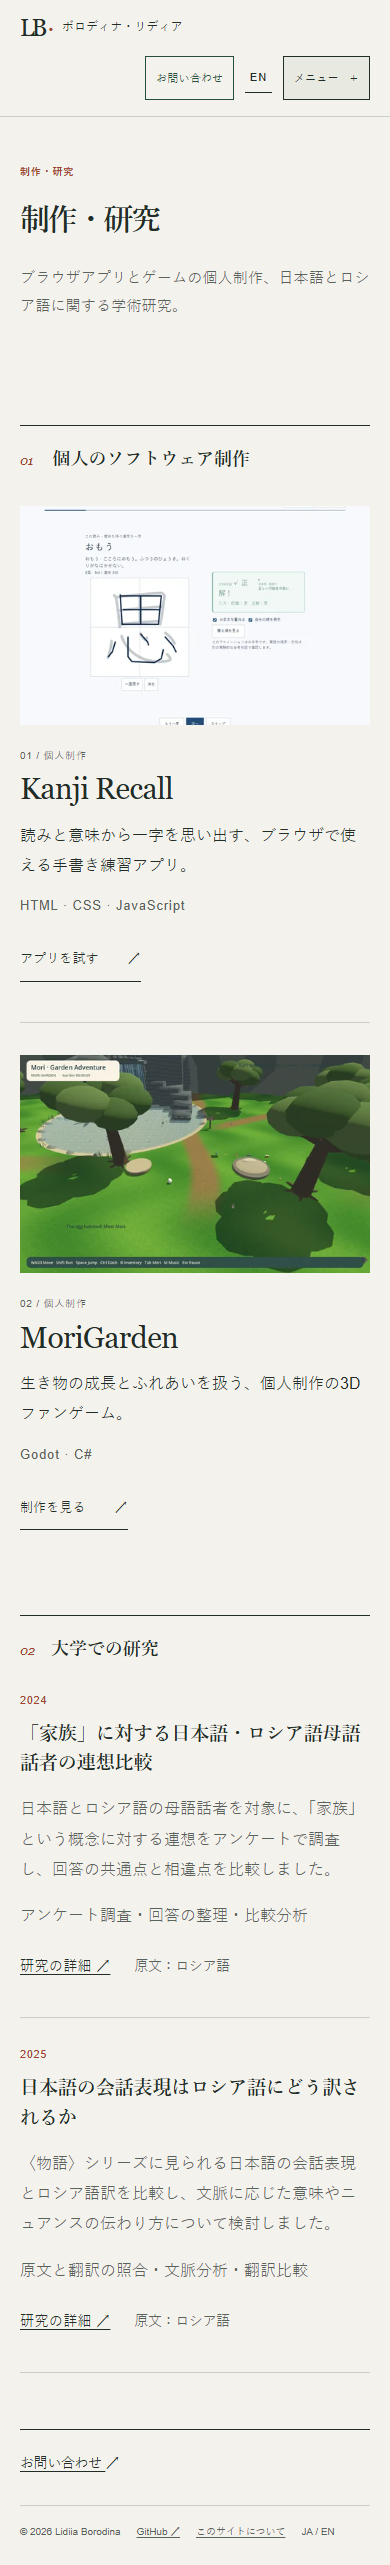 LB・ ボロディナ・リディア
お問い合わせ
EN
メニュー ＋
制作・研究
制作・研究
ブラウザアプリとゲームの個人制作、日本語とロシ
ア語に関する学術研究。
01 個人のソフトウェア制作
おもう
01 / 個人制作
Kanji Recall
読みと意味から一字を思い出す、ブラウザで使
える手書き練習アプリ。
HTML · CSS · JavaScript
アプリを試す ／
Mori · Garden Adventure
02 / 個人制作
MoriGarden
生き物の成長とふれあいを扱う、個人制作の3D
ファンゲーム。
Godot · C#
制作を見る ／
02 大学での研究
2024
「家族」に対する日本語・ロシア語母語
話者の連想比較
日本語とロシア語の母語話者を対象に、「家族」
という概念に対する連想をアンケートで調査
し、回答の共通点と相違点を比較しました。
アンケート調査・回答の整理・比較分析
研究の詳細 ／ 原文：ロシア語
2025
日本語の会話表現はロシア語にどう訳さ
れるか
〈物語〉シリーズに見られる日本語の会話表現
とロシア語訳を比較し、文脈に応じた意味やニ
ュアンスの伝わり方について検討しました。
原文と翻訳の照合・文脈分析・翻訳比較
研究の詳細 ／ 原文：ロシア語
お問い合わせ ／
© 2026 Lidiia Borodina GitHub ／ このサイトについて JA / EN